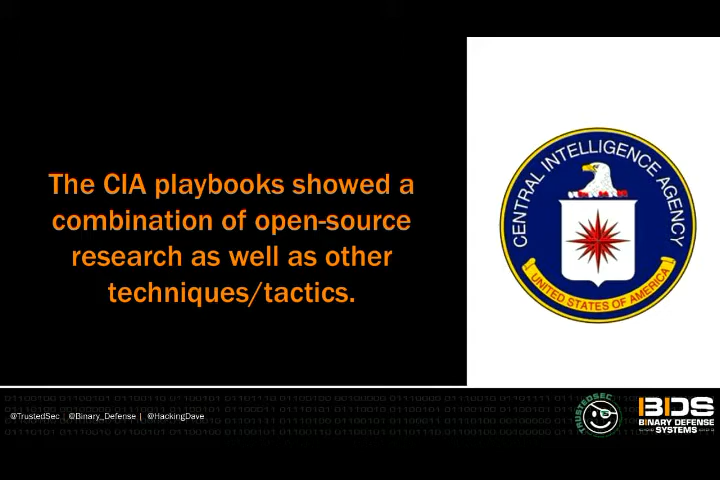 The CIA playbooks showed a
combination of open-source
research as well as other
techniques/tactics.
CENTRAL INTELLIGENCE AGENCY
UNITED STATES OF AMERICA
@TrustedSec | @Binary_Defense | @HackingDave
TRUSTEDSEC
BDS
BINARY DEFENSE
SYSTEMS